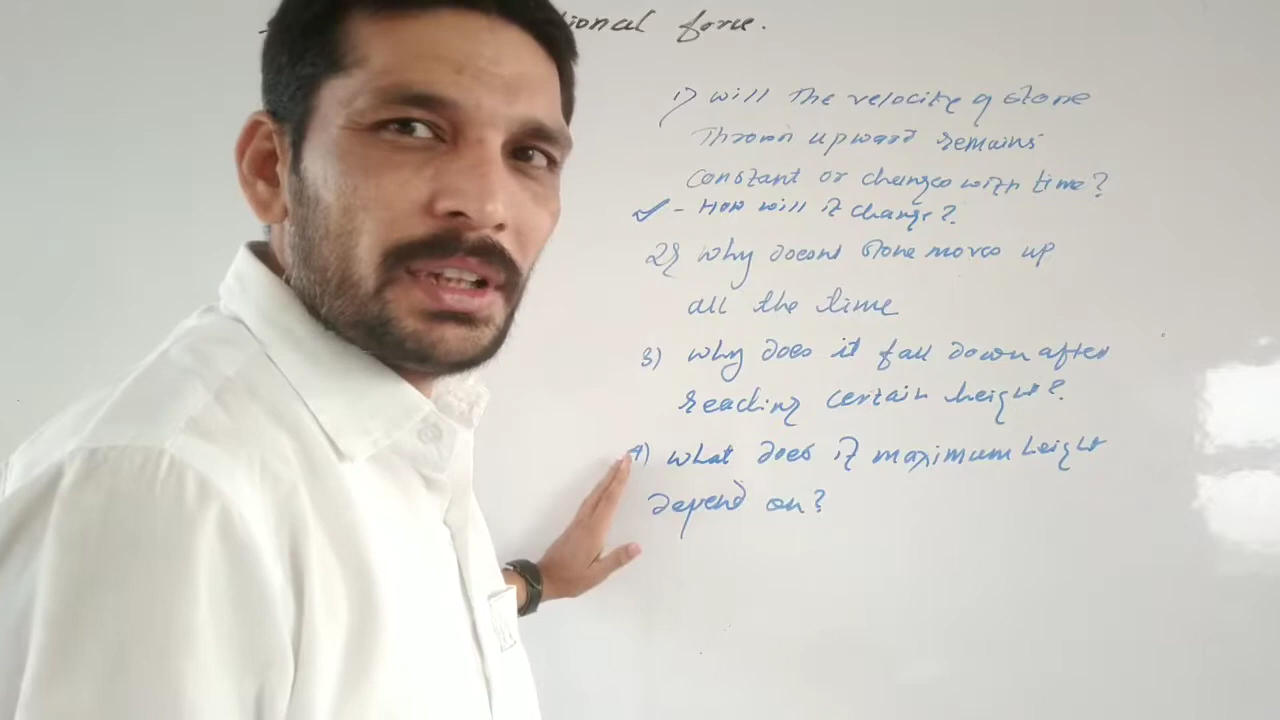 tional force.
1) will the velocity of stone
Thrown upward remains
constant or changes with time?
- How will it change?
2) why doesnt stone moves up
all the time
3) why does it fall down after
reaching certain height?
4) what does it maximum height
depend on?